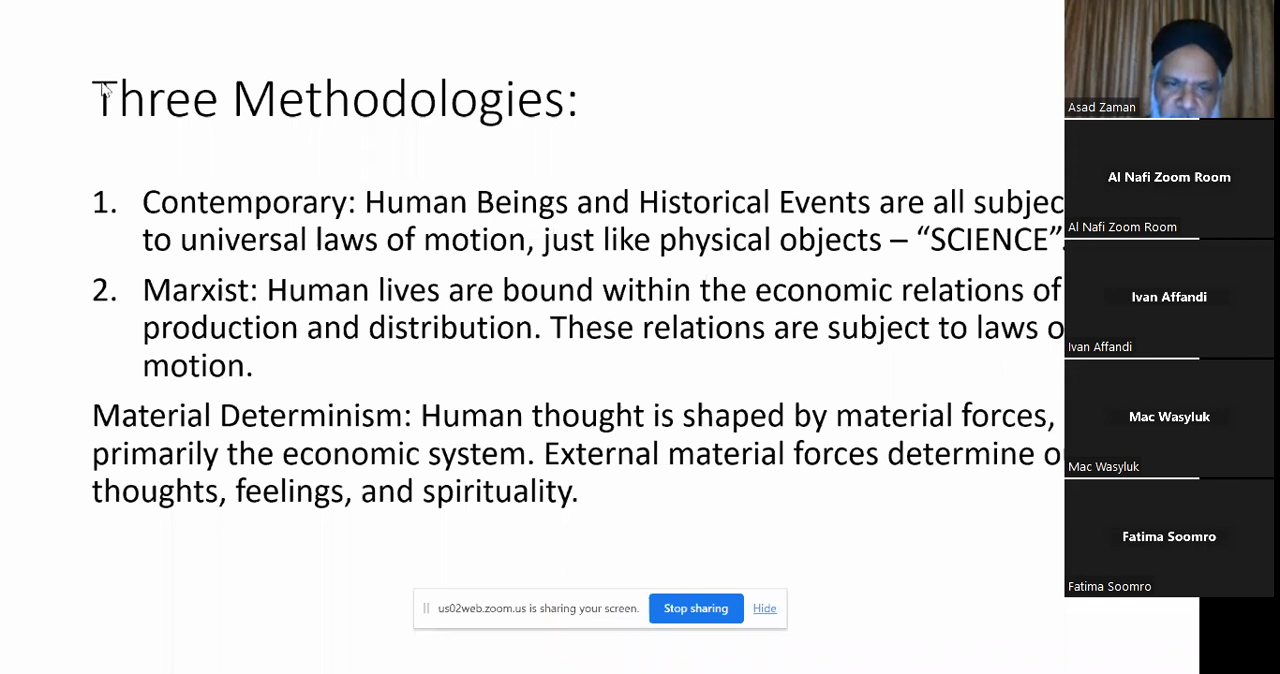 Three Methodologies:
1. Contemporary: Human Beings and Historical Events are all subjec
to universal laws of motion, just like physical objects – “SCIENCE”.
2. Marxist: Human lives are bound within the economic relations of
production and distribution. These relations are subject to laws o
motion.
Material Determinism: Human thought is shaped by material forces,
primarily the economic system. External material forces determine o
thoughts, feelings, and spirituality.
us02web.zoom.us is sharing your screen. Stop sharing Hide
Asad Zaman
Al Nafi Zoom Room
Al Nafi Zoom Room
Ivan Affandi
Ivan Affandi
Mac Wasyluk
Mac Wasyluk
Fatima Soomro
Fatima Soomro